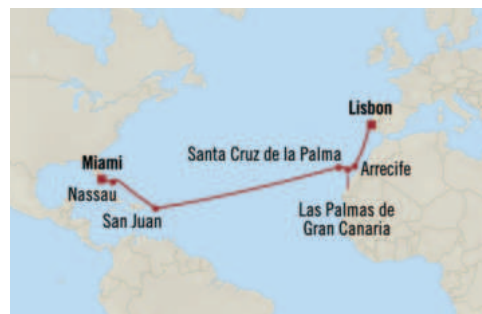 Lisbon
Santa Cruz de la Palma
Arrecife
Miami
Nassau
San Juan
Las Palmas de
Gran Canaria